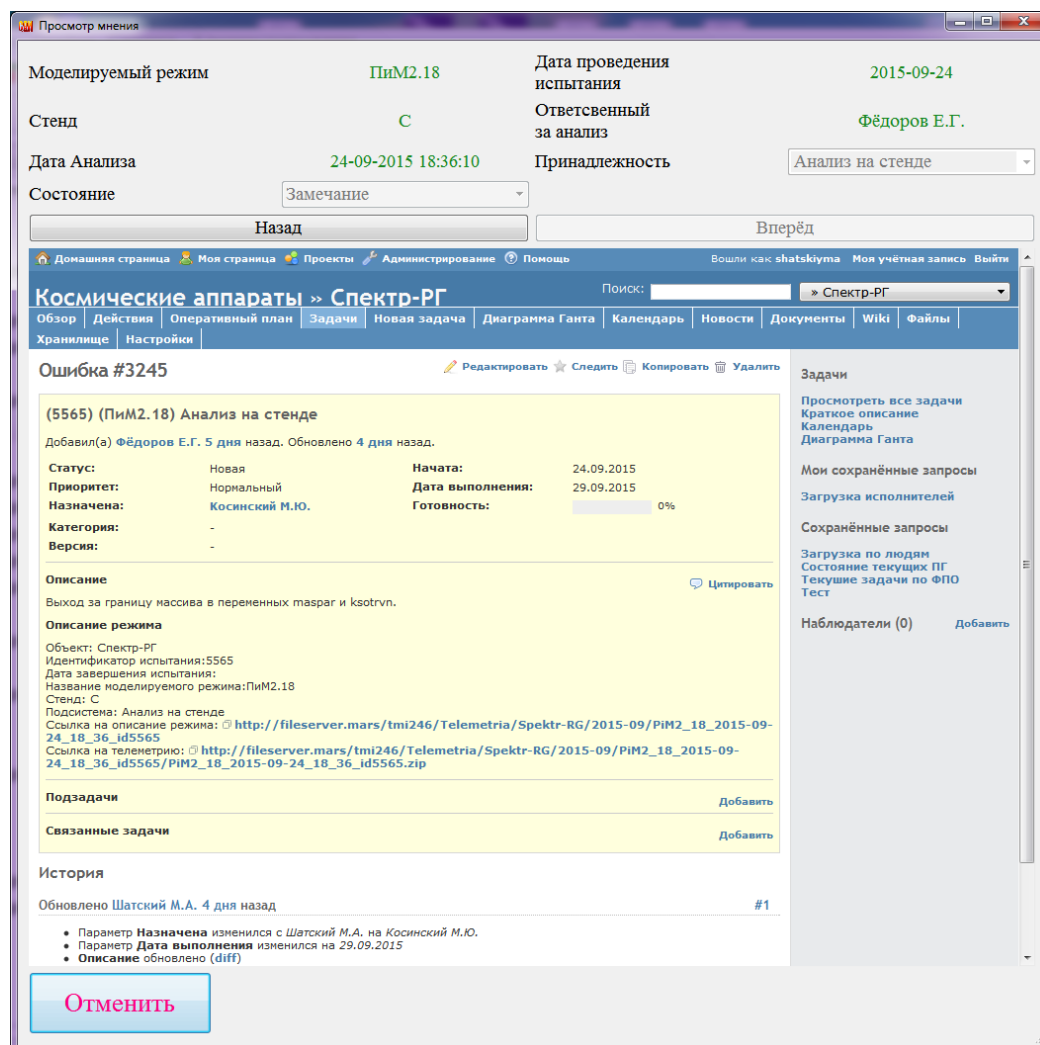 Просмотр мнения
Моделируемый режим ПиМ2.18 Дата проведения испытания 2015-09-24
Стенд С Ответсвенный за анализ Фёдоров Е.Г.
Дата Анализа 24-09-2015 18:36:10 Принадлежность Анализ на стенде
Состояние Замечание
Назад Вперёд
Домашняя страница Моя страница Проекты Администрирование Помощь Вошли как shatskiyma Моя учётная запись Выйти
Космические аппараты » Спектр-РГ Поиск: » Спектр-РГ
Обзор Действия Оперативный план Задачи Новая задача Диаграмма Ганта Календарь Новости Документы Wiki Файлы
Хранилище Настройки
Ошибка #3245 Редактировать Следить Копировать Удалить
(5565) (ПиМ2.18) Анализ на стенде
Добавил(а) Фёдоров Е.Г. 5 дня назад. Обновлено 4 дня назад.
Статус: Новая Начата: 24.09.2015
Приоритет: Нормальный Дата выполнения: 29.09.2015
Назначена: Косинский М.Ю. Готовность: 0%
Категория: -
Версия: -
Описание Цитировать
Выход за границу массива в переменных maspar и ksotrvn.
Описание режима
Объект: Спектр-РГ
Идентификатор испытания:5565
Дата завершения испытания:
Название моделируемого режима:ПиМ2.18
Стенд: С
Подсистема: Анализ на стенде
Ссылка на описание режима: http://fileserver.mars/tmi246/Telemetria/Spektr-RG/2015-09/PiM2_18_2015-09-
24_18_36_id5565
Ссылка на телеметрию: http://fileserver.mars/tmi246/Telemetria/Spektr-RG/2015-09/PiM2_18_2015-09-
24_18_36_id5565/PiM2_18_2015-09-24_18_36_id5565.zip
Подзадачи Добавить
Связанные задачи Добавить
История
Обновлено Шатский М.А. 4 дня назад #1
• Параметр Назначена изменился с Шатский М.А. на Косинский М.Ю.
• Параметр Дата выполнения изменился на 29.09.2015
• Описание обновлено (diff)
Задачи
Просмотреть все задачи
Краткое описание
Календарь
Диаграмма Ганта
Мои сохранённые запросы
Загрузка исполнителей
Сохранённые запросы
Загрузка по людям
Состояние текущих ПГ
Текушие задачи по ФПО
Тест
Наблюдатели (0) Добавить
Отменить